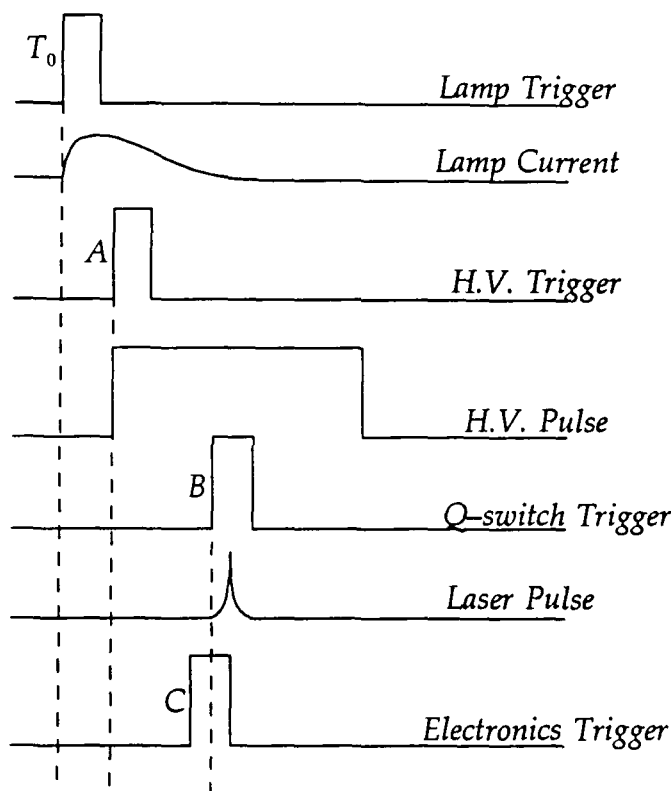 T0
Lamp Trigger
Lamp Current
A
H.V. Trigger
H.V. Pulse
B
Q–switch Trigger
Laser Pulse
C
Electronics Trigger